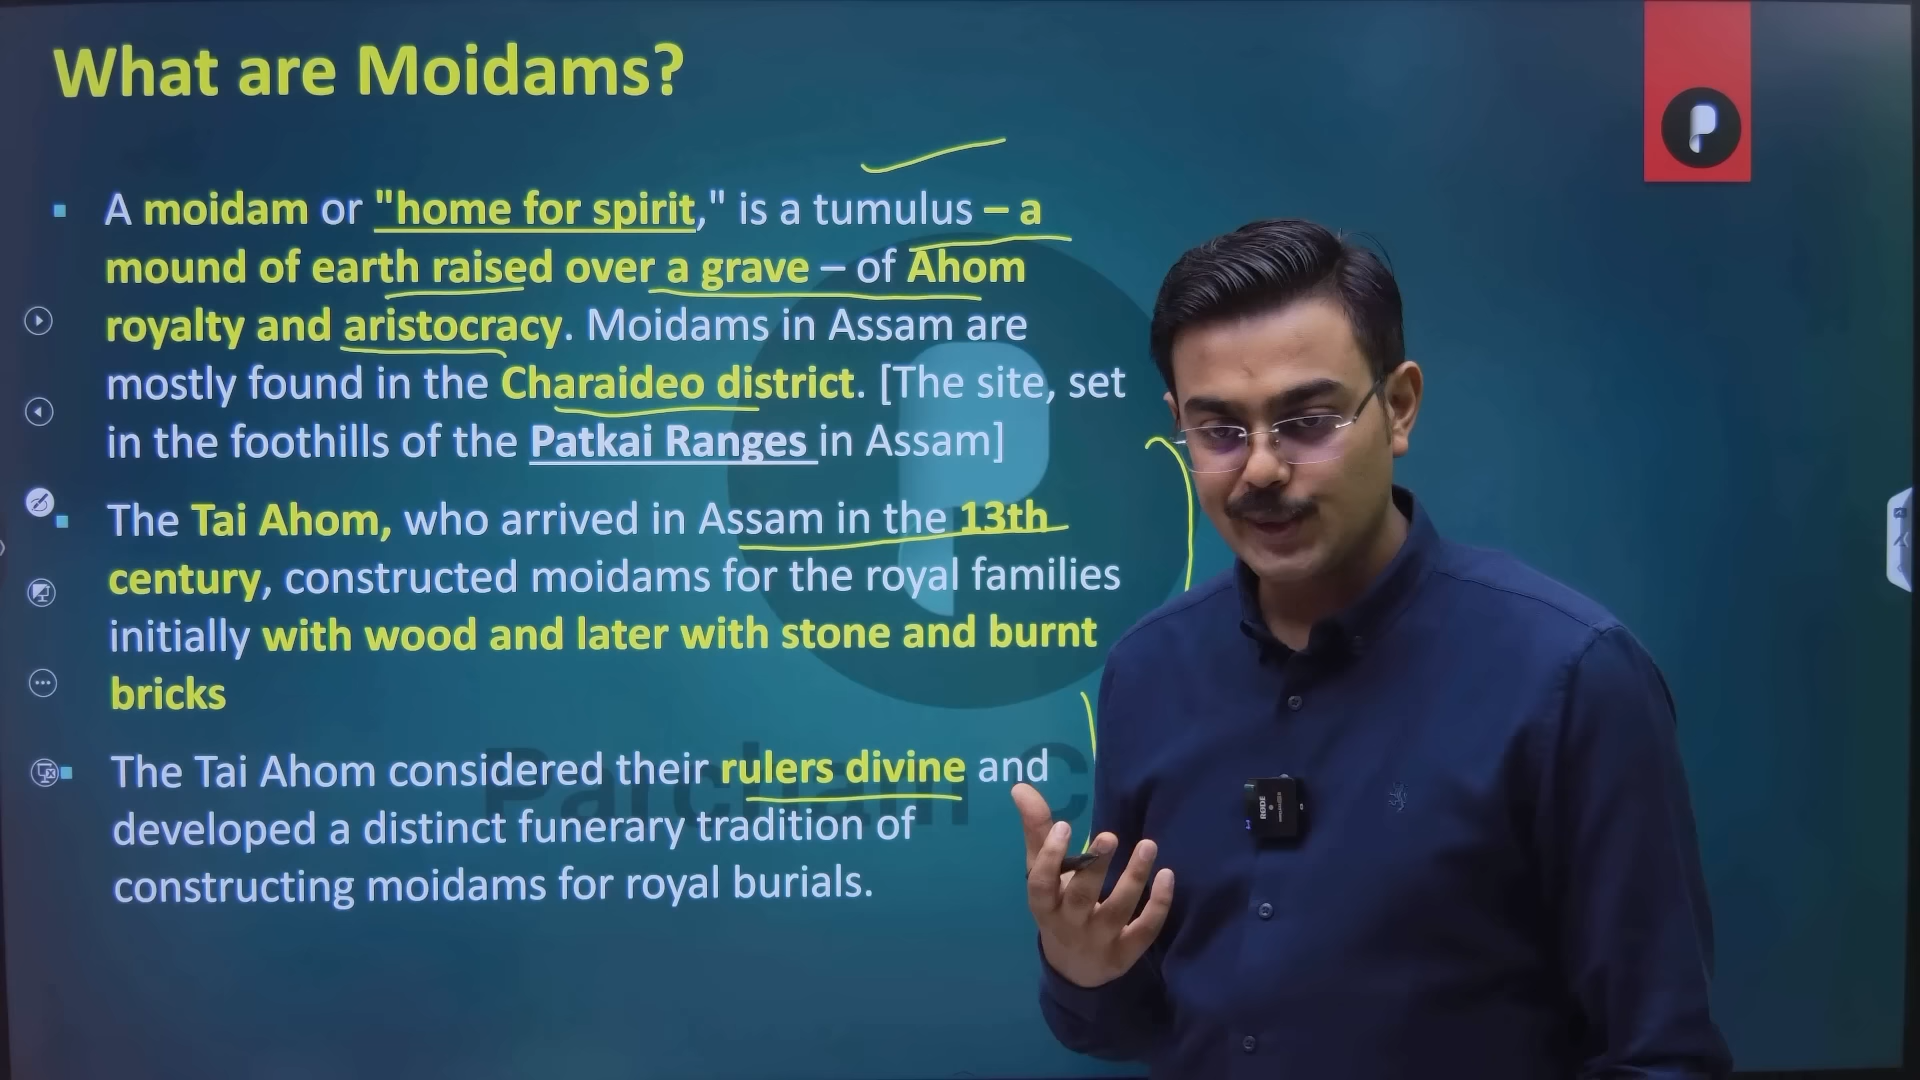 What are Moidams?
A moidam or "home for spirit," is a tumulus – a
mound of earth raised over a grave – of Ahom
royalty and aristocracy. Moidams in Assam are
mostly found in the Charaideo district. [The site, set
in the foothills of the Patkai Ranges in Assam]
The Tai Ahom, who arrived in Assam in the 13th
century, constructed moidams for the royal families
initially with wood and later with stone and burnt
bricks
The Tai Ahom considered their rulers divine and
developed a distinct funerary tradition of
constructing moidams for royal burials.
RØDE